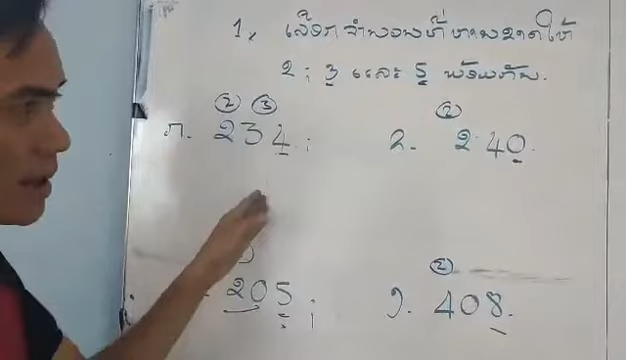 1, ເລືອກຈຳນວນທີ່ຫານຂາດໃຫ້
2 ; 3 ແລະ 5 ພ້ອມກັນ.
② ③ ②
ກ. 234 ; 2. 240.
②
205 ; 408.